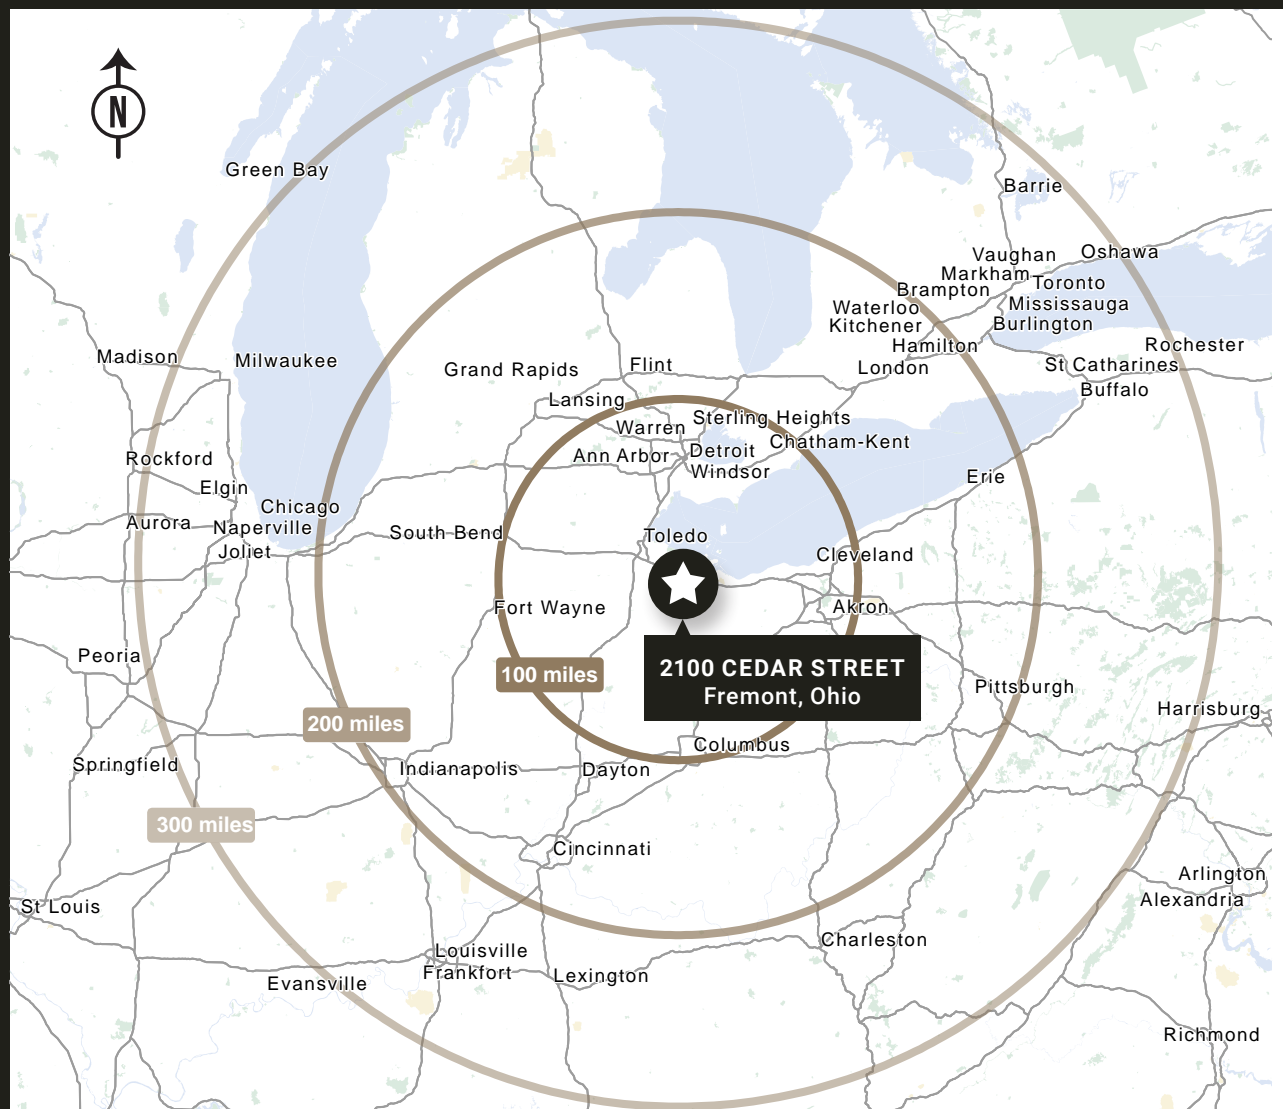 N
Green Bay
Barrie
Vaughan
Oshawa
Markham
Toronto
Brampton
Mississauga
Waterloo
Kitchener
Burlington
Hamilton
Rochester
Madison
Milwaukee
Grand Rapids
Flint
London
St Catharines
Buffalo
Lansing
Sterling Heights
Warren
Chatham-Kent
Ann Arbor
Detroit
Windsor
Rockford
Elgin
Erie
Chicago
Aurora
Naperville
South Bend
Toledo
Joliet
Cleveland
Fort Wayne
Akron
Peoria
100 miles
2100 CEDAR STREET
Fremont, Ohio
Pittsburgh
Harrisburg
200 miles
Columbus
Springfield
Indianapolis
Dayton
300 miles
Cincinnati
Arlington
Alexandria
St Louis
Charleston
Louisville
Frankfort
Lexington
Evansville
Richmond